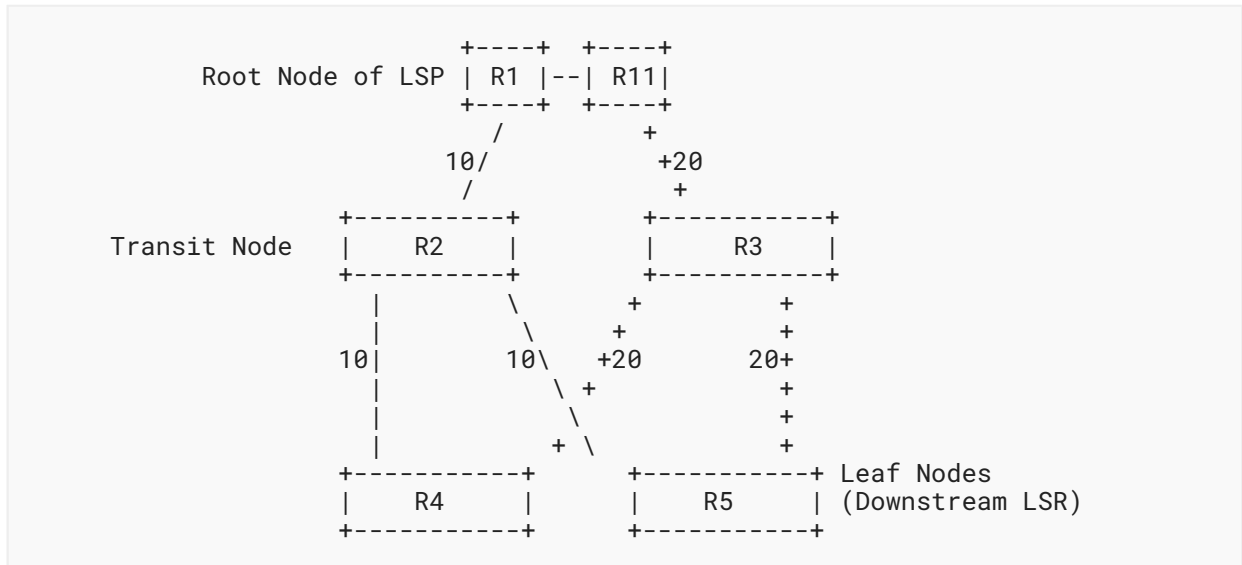 +----+  +----+
Root Node of LSP | R1 |--| R11|
+----+  +----+
/         +
10/           +20
/             +
+----------+        +-----------+
Transit Node   |    R2    |        |     R3    |
+----------+        +-----------+
|        \       +         +
|         \     +          +
10|        10\   +20       20+
|           \ +            +
|            \             +
|           + \            +
+-----------+      +-----------+ Leaf Nodes
|    R4     |      |    R5     | (Downstream LSR)
+-----------+      +-----------+